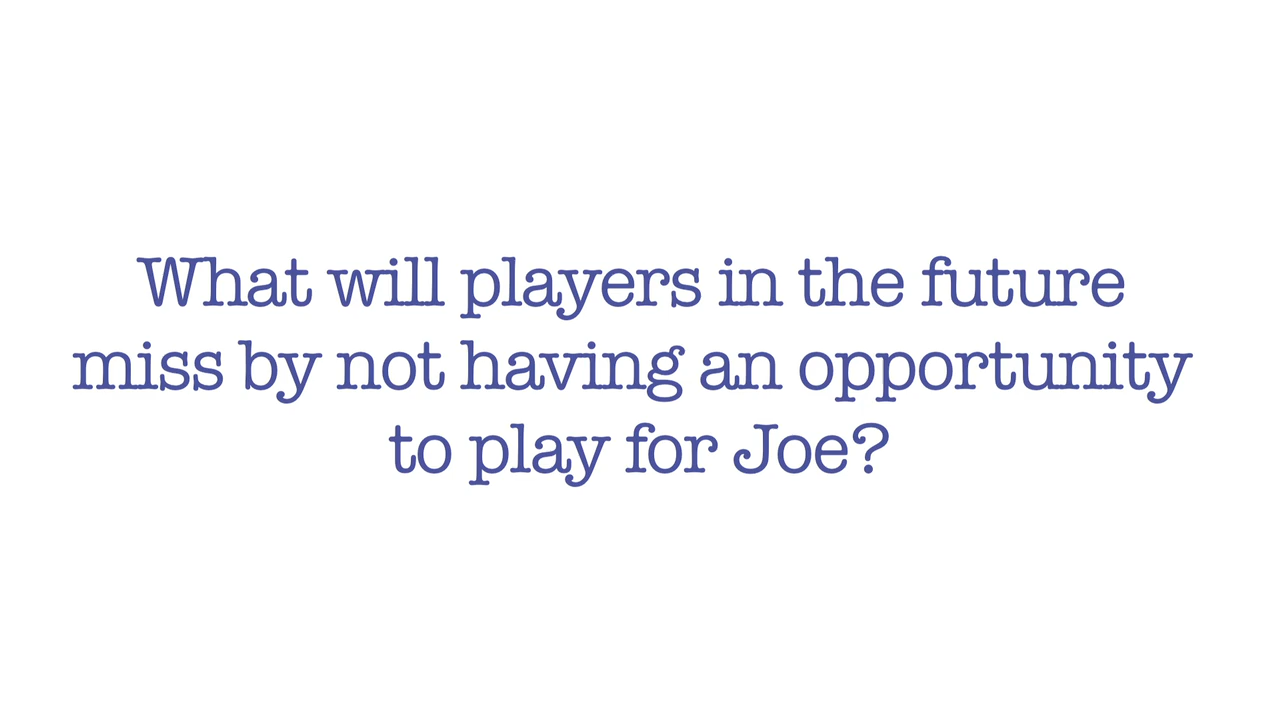 What will players in the future
miss by not having an opportunity
to play for Joe?